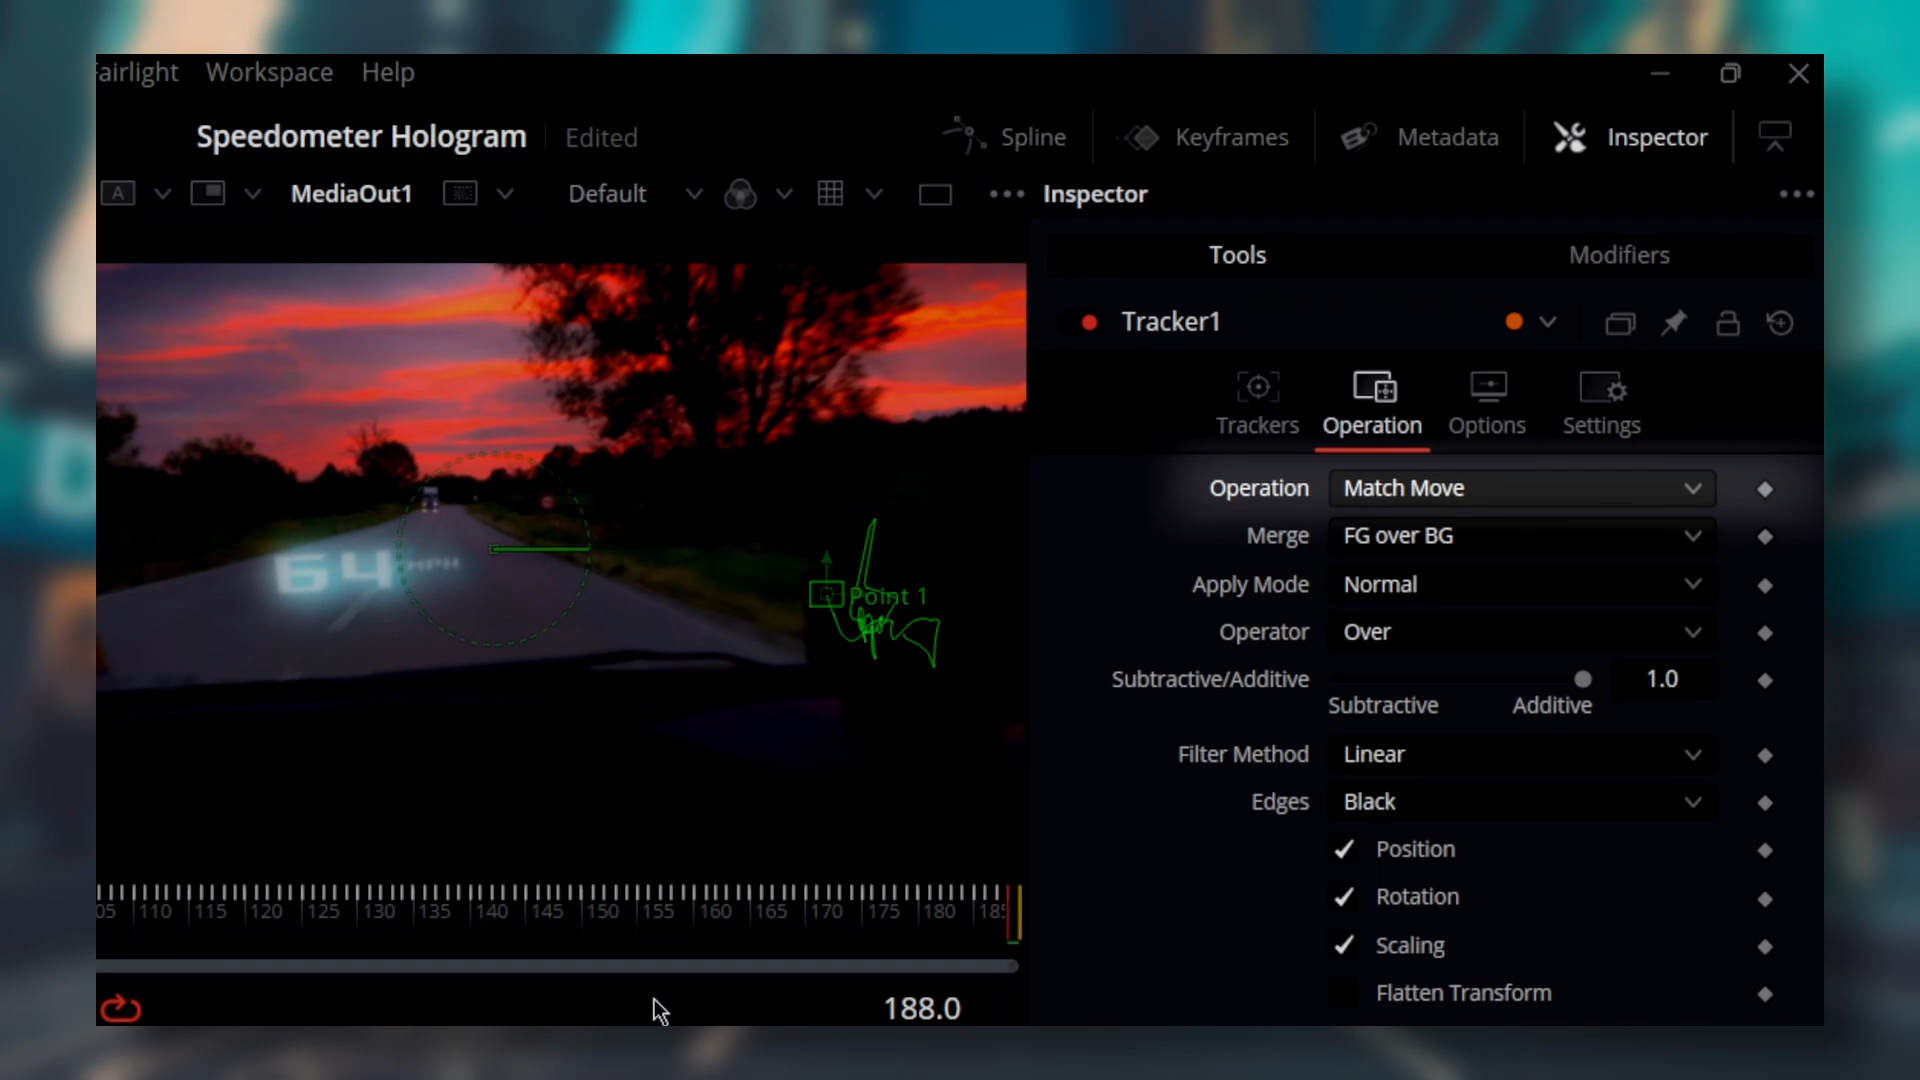 Fairlight Workspace Help
Speedometer Hologram Edited Spline Keyframes Metadata Inspector
A MediaOut1 Default Inspector
Tools Modifiers
Tracker1
Trackers Operation Options Settings
Operation Match Move
Merge FG over BG
64 MPH
Point 1
Apply Mode Normal
Operator Over
Subtractive/Additive 1.0
Subtractive Additive
Filter Method Linear
Edges Black
Position
Rotation
Scaling
Flatten Transform
05 110 115 120 125 130 135 140 145 150 155 160 165 170 175 180 185
188.0